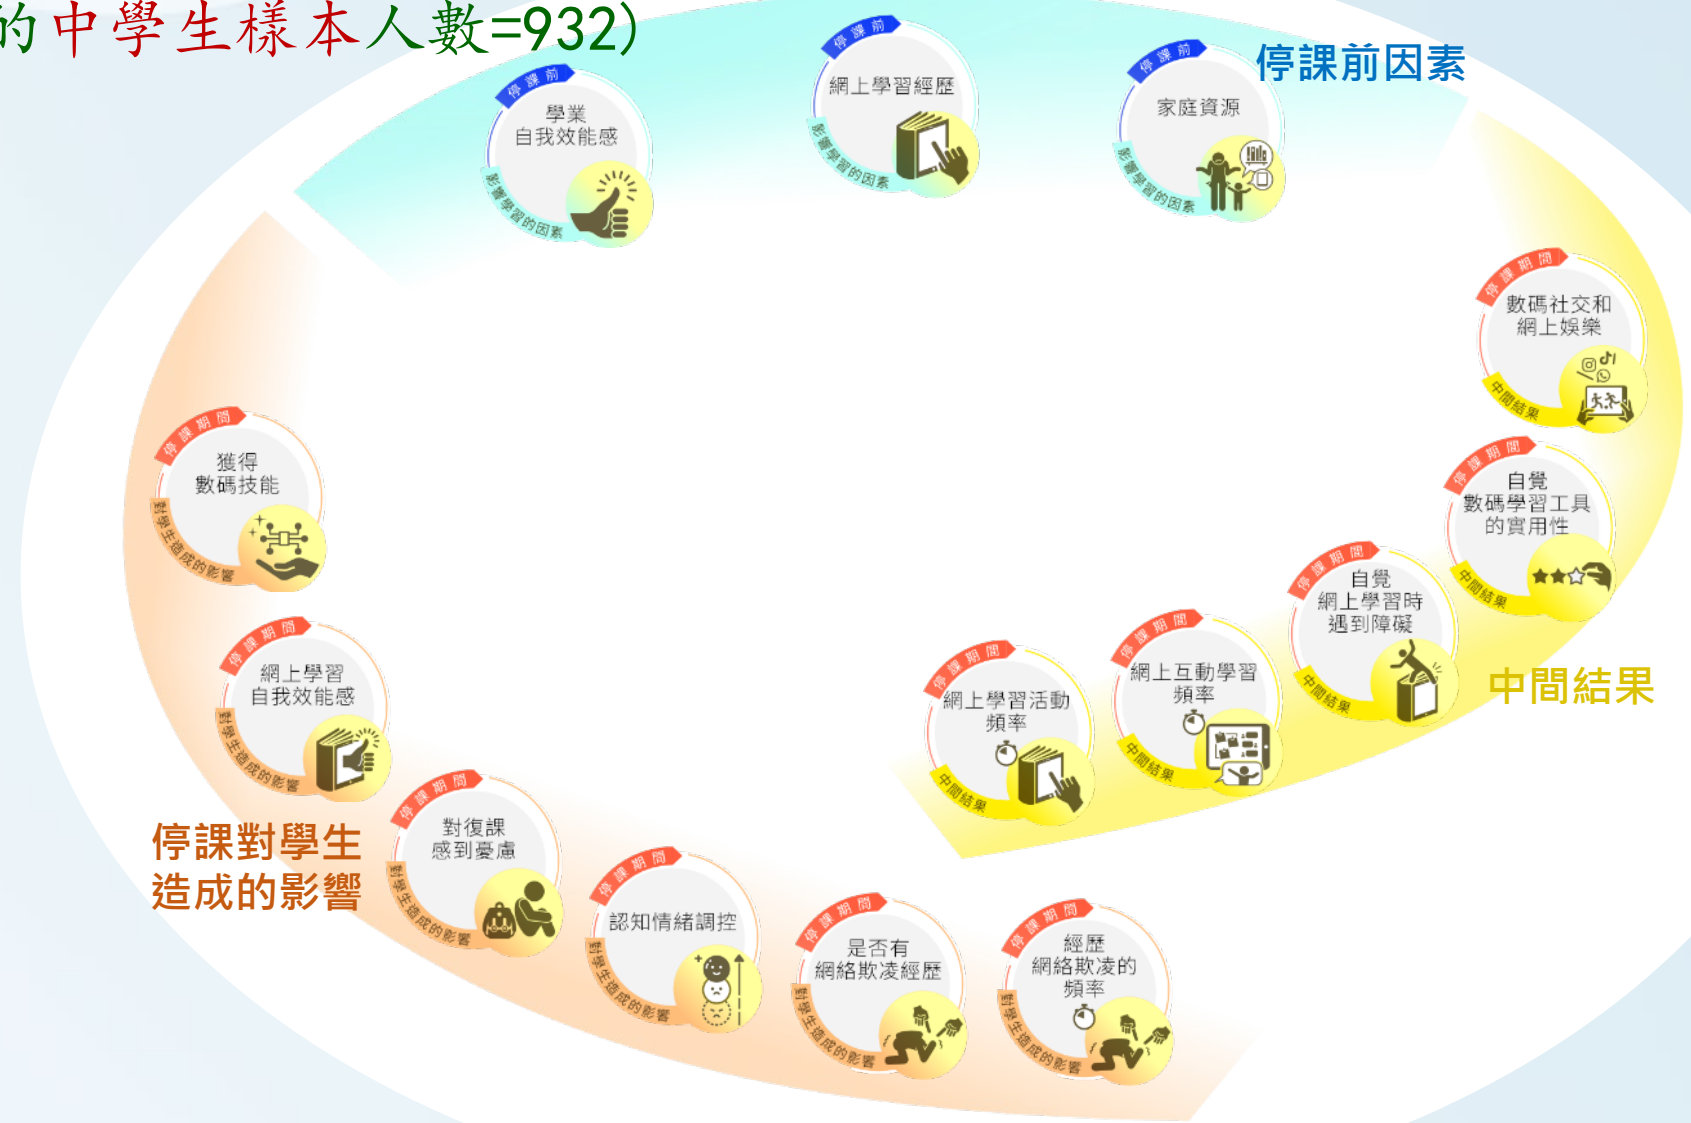 的中學生樣本人數=932)
停課前因素
停課前
學業
自我效能感
影響學習的因素
停課前
網上學習經歷
影響學習的因素
停課前
家庭資源
影響學習的因素
停課期間
數碼社交和
網上娛樂
中間結果
停課期間
自覺
數碼學習工具
的實用性
中間結果
停課期間
自覺
網上學習時
遇到障礙
中間結果
停課期間
網上互動學習
頻率
中間結果
停課期間
網上學習活動
頻率
中間結果
中間結果
停課期間
獲得
數碼技能
對學生造成的影響
停課期間
網上學習
自我效能感
對學生造成的影響
停課期間
對復課
感到憂慮
對學生造成的影響
停課期間
認知情緒調控
對學生造成的影響
停課期間
是否有
網絡欺凌經歷
對學生造成的影響
停課期間
經歷
網絡欺凌的
頻率
對學生造成的影響
停課對學生
造成的影響